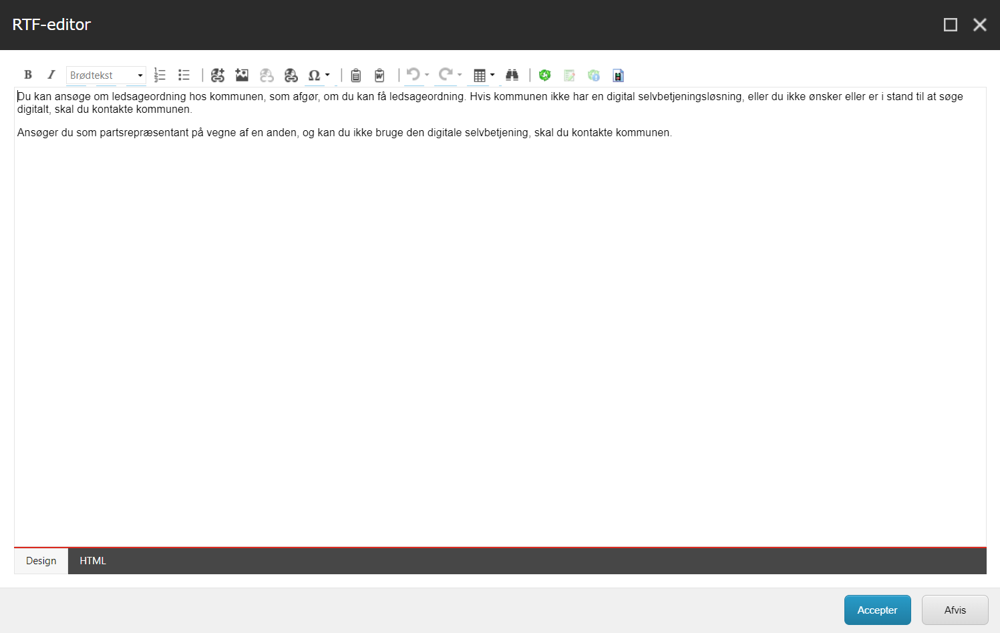 RTF-editor
B I Brødtekst Ω
Du kan ansøge om ledsageordning hos kommunen, som afgør, om du kan få ledsageordning. Hvis kommunen ikke har en digital selvbetjeningsløsning, eller du ikke ønsker eller er i stand til at søge
digitalt, skal du kontakte kommunen.
Ansøger du som partsrepræsentant på vegne af en anden, og kan du ikke bruge den digitale selvbetjening, skal du kontakte kommunen.
Design HTML
Accepter Afvis